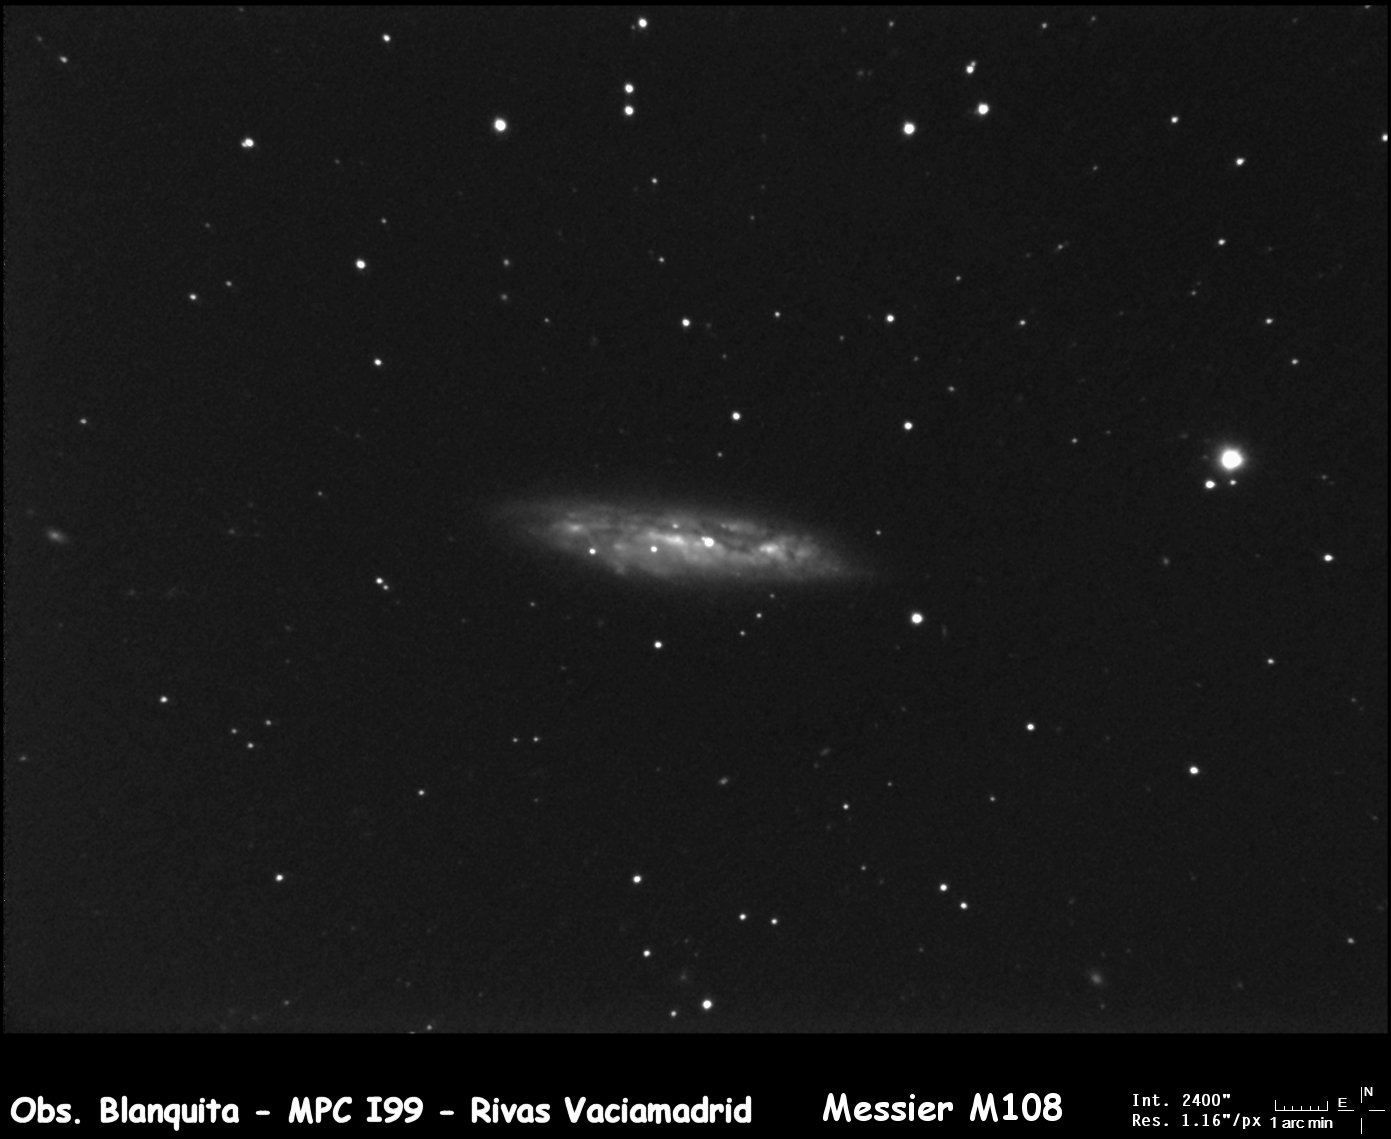 Obs. Blanquita - MPC I99 - Rivas Vaciamadrid
Messier M108
Int. 2400"
Res. 1.16"/px
1 arc min
E
N